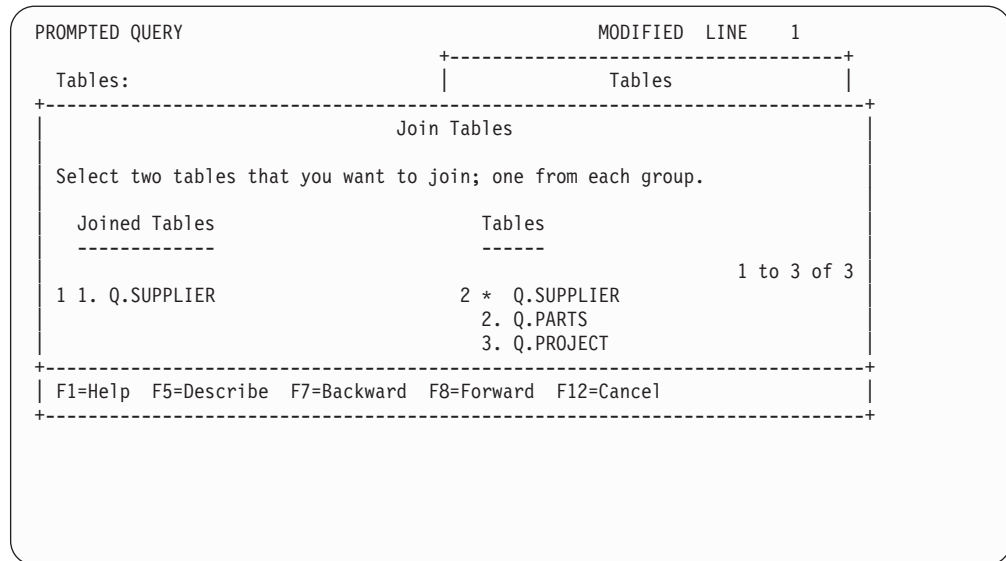 PROMPTED QUERY                                       MODIFIED  LINE    1
                                      +-------------------------------------+
  Tables:                             |               Tables                |
+-----------------------------------------------------------------------------+
|                                 Join Tables                                 |
|                                                                             |
| Select two tables that you want to join; one from each group.               |
|                                                                             |
|   Joined Tables                         Tables                              |
|   -------------                         ------                              |
|                                                                 1 to 3 of 3 |
| 1 1. Q.SUPPLIER                       2 *  Q.SUPPLIER                       |
|                                         2. Q.PARTS                          |
|                                         3. Q.PROJECT                        |
+-----------------------------------------------------------------------------+
| F1=Help  F5=Describe  F7=Backward  F8=Forward  F12=Cancel                   |
+-----------------------------------------------------------------------------+